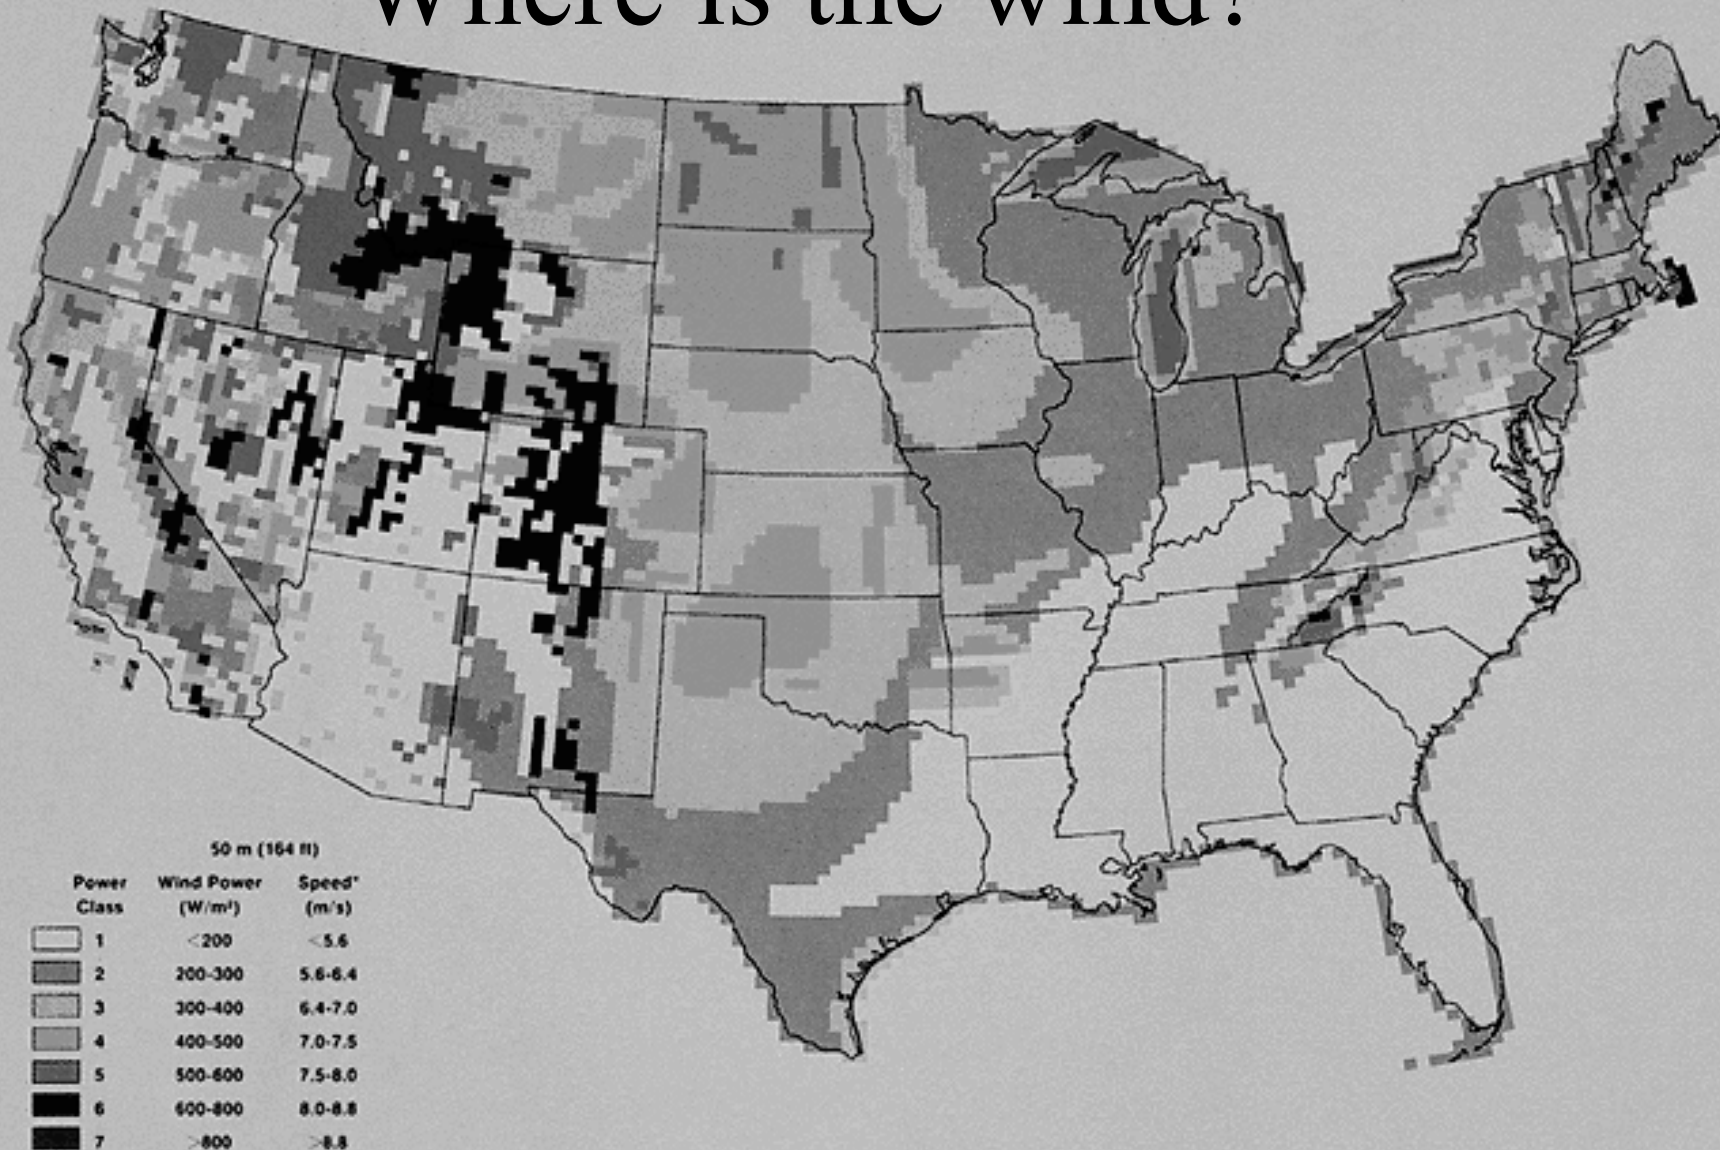 Where is the wind?
50 m (164 ft)
Power Wind Power Speed*
Class (W/m²) (m/s)
1 <200 <5.6
2 200-300 5.6-6.4
3 300-400 6.4-7.0
4 400-500 7.0-7.5
5 500-600 7.5-8.0
6 600-800 8.0-8.8
7 >800 >8.8